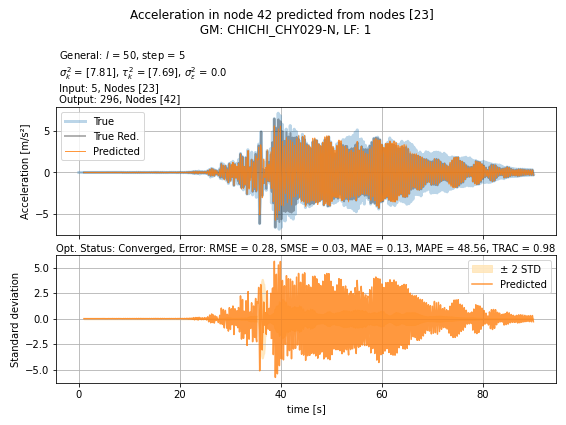 Acceleration in node 42 predicted from nodes [23]
GM: CHICHI_CHY029-N, LF: 1
General: l = 50, step = 5
σ²ₖ = [7.81], τ²ₖ = [7.69], σ²ε = 0.0
Input: 5, Nodes [23]
Output: 296, Nodes [42]
True
True Red.
Predicted
Acceleration [m/s²]
5
0
−5
Opt. Status: Converged, Error: RMSE = 0.28, SMSE = 0.03, MAE = 0.13, MAPE = 48.56, TRAC = 0.98
± 2 STD
Predicted
Standard deviation
5.0
2.5
0.0
−2.5
−5.0
0 20 40 60 80
time [s]